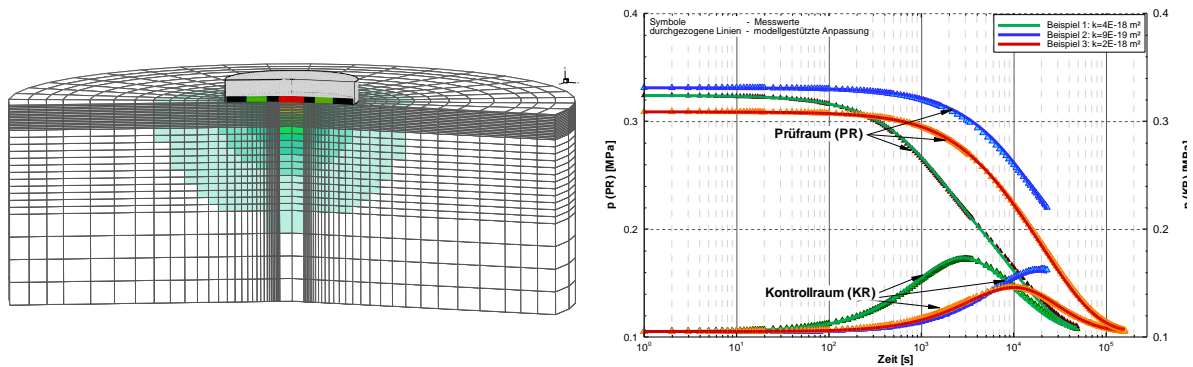 0.4
0.3
0.2
0.1
p (PR) [MPa]
Symbole - Messwerte
durchgezogene Linien - modellgestützte Anpassung
Beispiel 1: k=4E-18 m²
Beispiel 2: k=9E-19 m²
Beispiel 3: k=2E-18 m²
Prüfraum (PR)
Kontrollraum (KR)
0.4
0.3
0.2
0.1
p (KR) [MPa]
10⁰ 10¹ 10² 10³ 10⁴ 10⁵
Zeit [s]